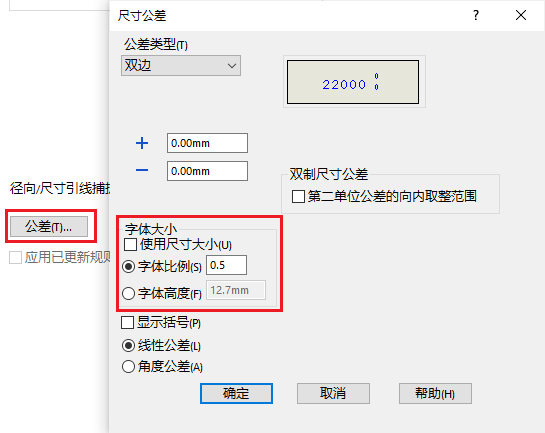 尺寸公差
?
公差类型(T)
双边
22000 0
0
+ 0.00mm
- 0.00mm
双制尺寸公差
第二单位公差的向内取整范围
径向/尺寸引线捕捉
公差(T)...
应用已更新规则
字体大小
使用尺寸大小(U)
字体比例(S) 0.5
字体高度(F) 12.7mm
显示括号(P)
线性公差(L)
角度公差(A)
确定 取消 帮助(H)